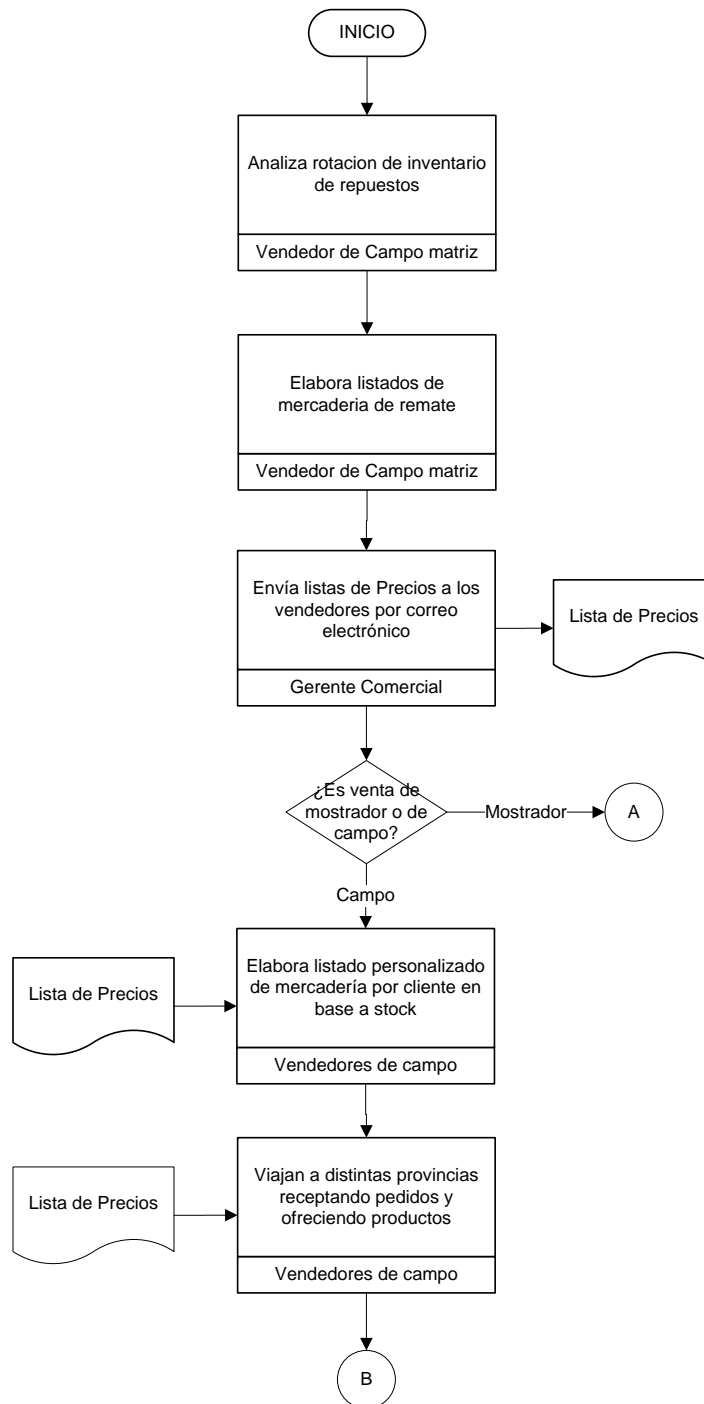 INICIO
Analiza rotacion de inventario
de repuestos
Vendedor de Campo matriz
Elabora listados de
mercaderia de remate
Vendedor de Campo matriz
Envía listas de Precios a los
vendedores por correo
electrónico
Gerente Comercial
Lista de Precios
¿Es venta de
mostrador o de
campo?
Mostrador
A
Campo
Elabora listado personalizado
de mercadería por cliente en
base a stock
Vendedores de campo
Lista de Precios
Viajan a distintas provincias
receptando pedidos y
ofreciendo productos
Vendedores de campo
Lista de Precios
B